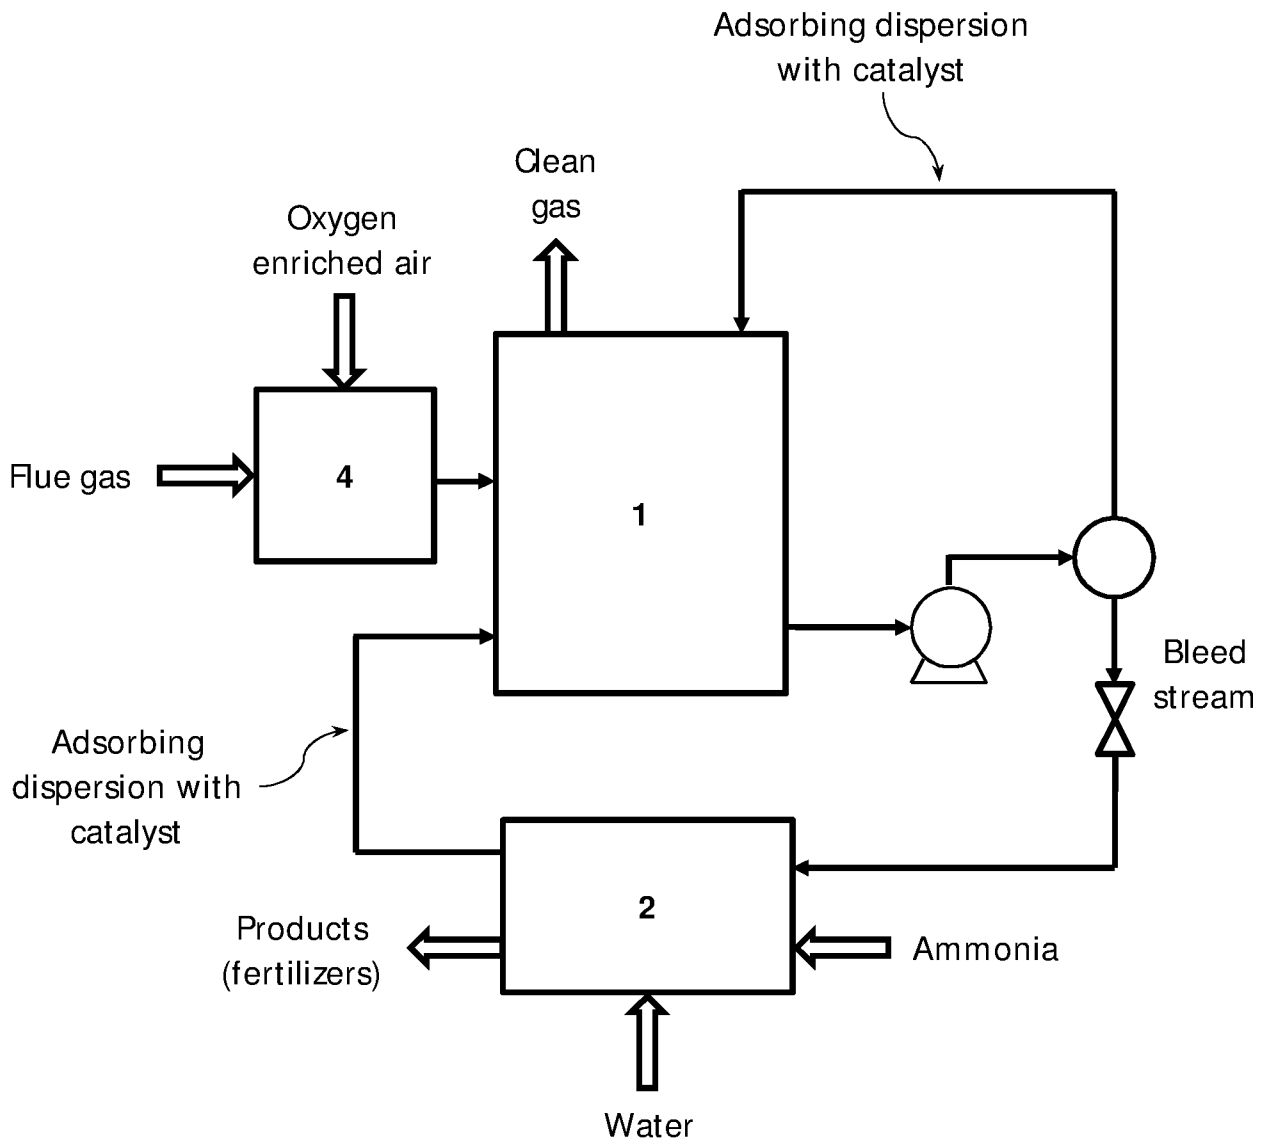 Adsorbing dispersion
with catalyst
Clean
gas
Oxygen
enriched air
Flue gas
4
1
Bleed
stream
Adsorbing
dispersion with
catalyst
2
Products
(fertilizers)
Ammonia
Water